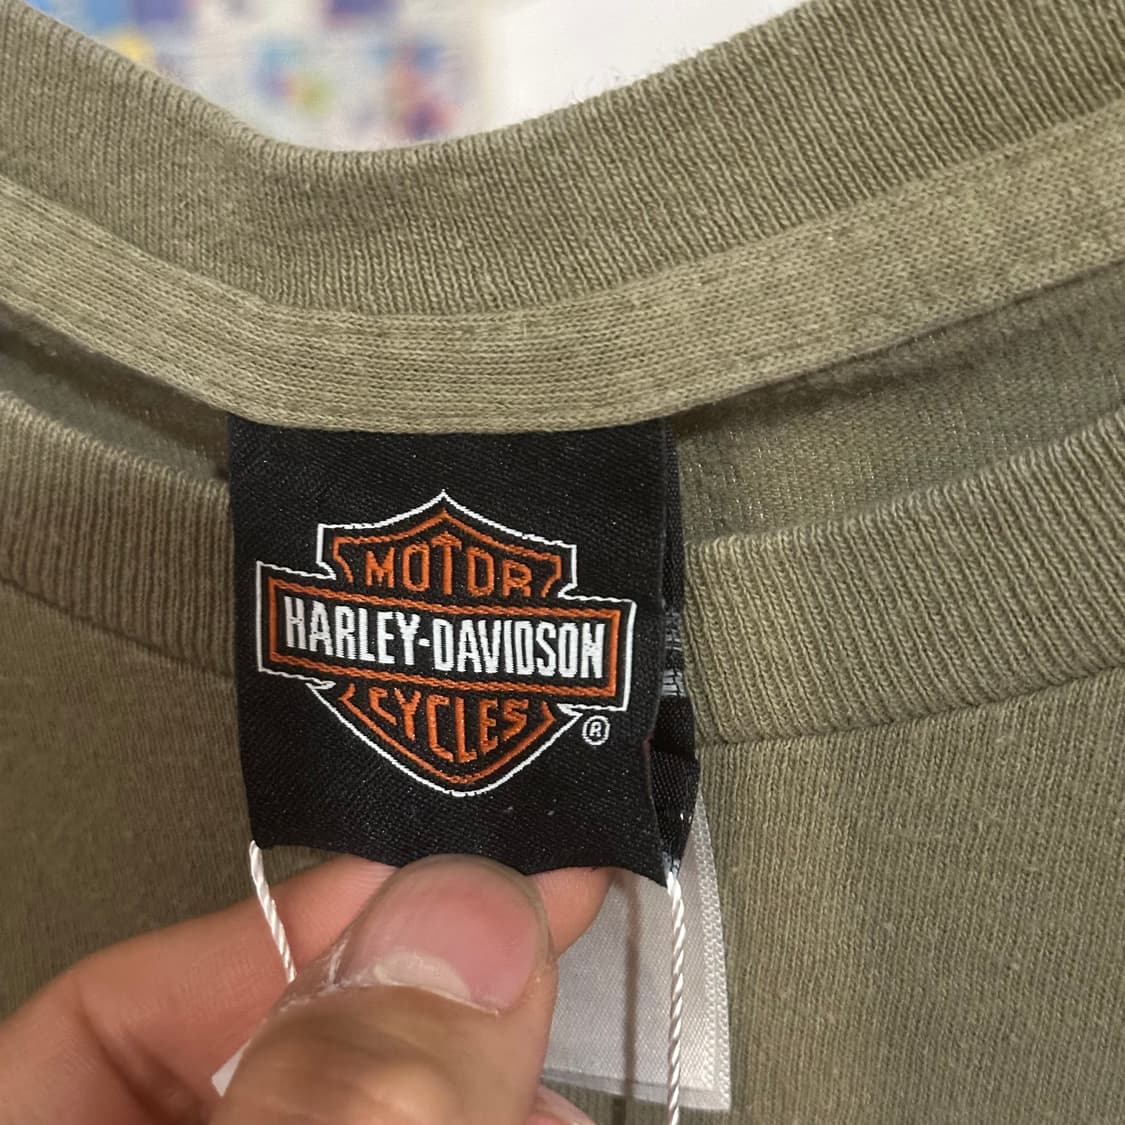 MOTOR
HARLEY-DAVIDSON
CYCLES
®